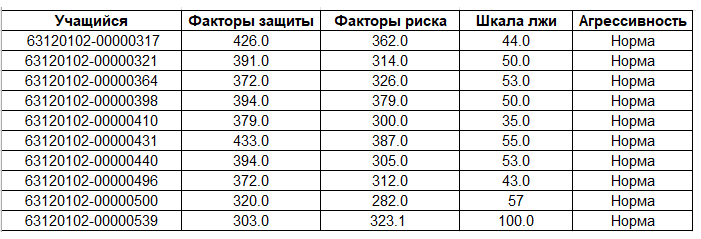 Учащийся Факторы защиты Факторы риска Шкала лжи Агрессивность
63120102-00000317 426.0 362.0 44.0 Норма
63120102-00000321 391.0 314.0 50.0 Норма
63120102-00000364 372.0 326.0 53.0 Норма
63120102-00000398 394.0 379.0 50.0 Норма
63120102-00000410 379.0 300.0 35.0 Норма
63120102-00000431 433.0 387.0 55.0 Норма
63120102-00000440 394.0 305.0 53.0 Норма
63120102-00000496 372.0 312.0 43.0 Норма
63120102-00000500 320.0 282.0 57 Норма
63120102-00000539 303.0 323.1 100.0 Норма